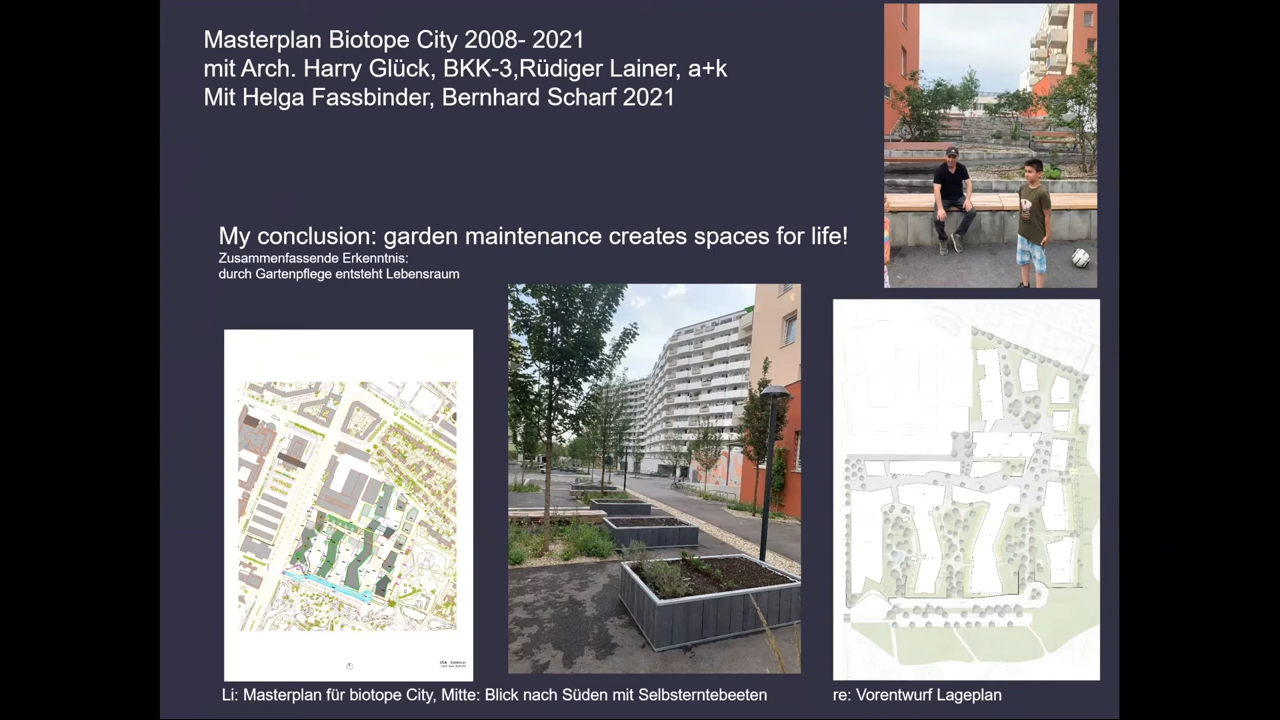 Masterplan Biotope City 2008- 2021
mit Arch. Harry Glück, BKK-3,Rüdiger Lainer, a+k
Mit Helga Fassbinder, Bernhard Scharf 2021
My conclusion: garden maintenance creates spaces for life!
Zusammenfassende Erkenntnis:
durch Gartenpflege entsteht Lebensraum
Li: Masterplan für biotope City, Mitte: Blick nach Süden mit Selbsterntebeeten
re: Vorentwurf Lageplan